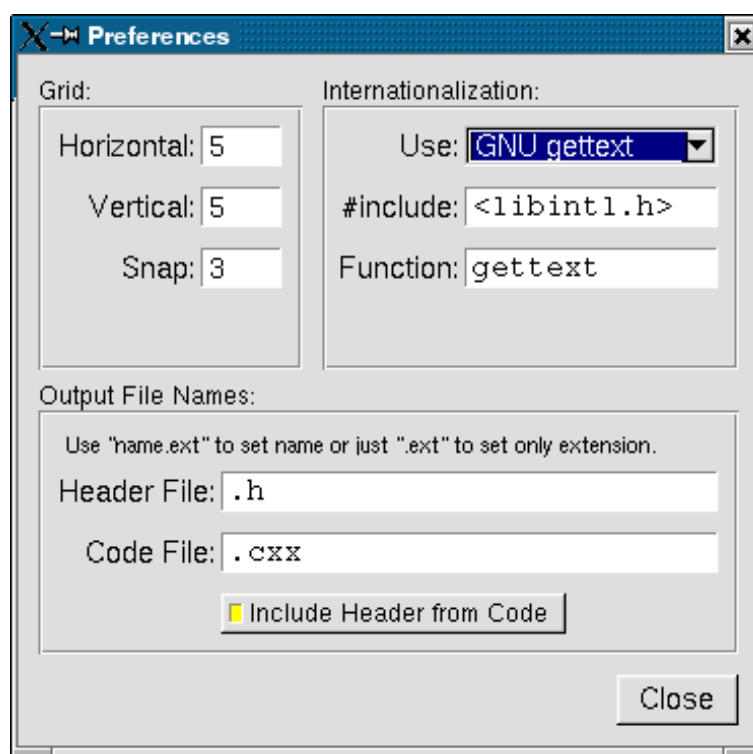 Preferences
Grid:
Horizontal: 5
Vertical: 5
Snap: 3
Internationalization:
Use: GNU gettext
#include: <libintl.h>
Function: gettext
Output File Names:
Use "name.ext" to set name or just ".ext" to set only extension.
Header File: .h
Code File: .cxx
Include Header from Code
Close